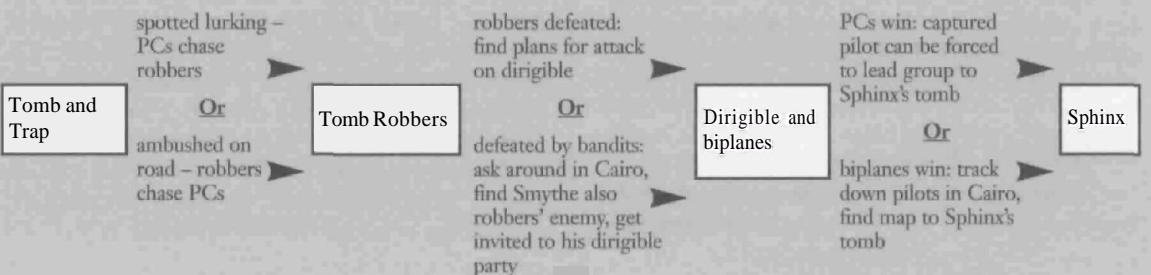 Tomb and
Trap
spotted lurking –
PCs chase
robbers
Or
ambushed on
road – robbers
chase PCs
Tomb Robbers
robbers defeated:
find plans for attack
on dirigible
Or
defeated by bandits:
ask around in Cairo,
find Smythe also
robbers' enemy, get
invited to his dirigible
party
Dirigible and
biplanes
PCs win: captured
pilot can be forced
to lead group to
Sphinx's tomb
Or
biplanes win: track
down pilots in Cairo,
find map to Sphinx's
tomb
Sphinx